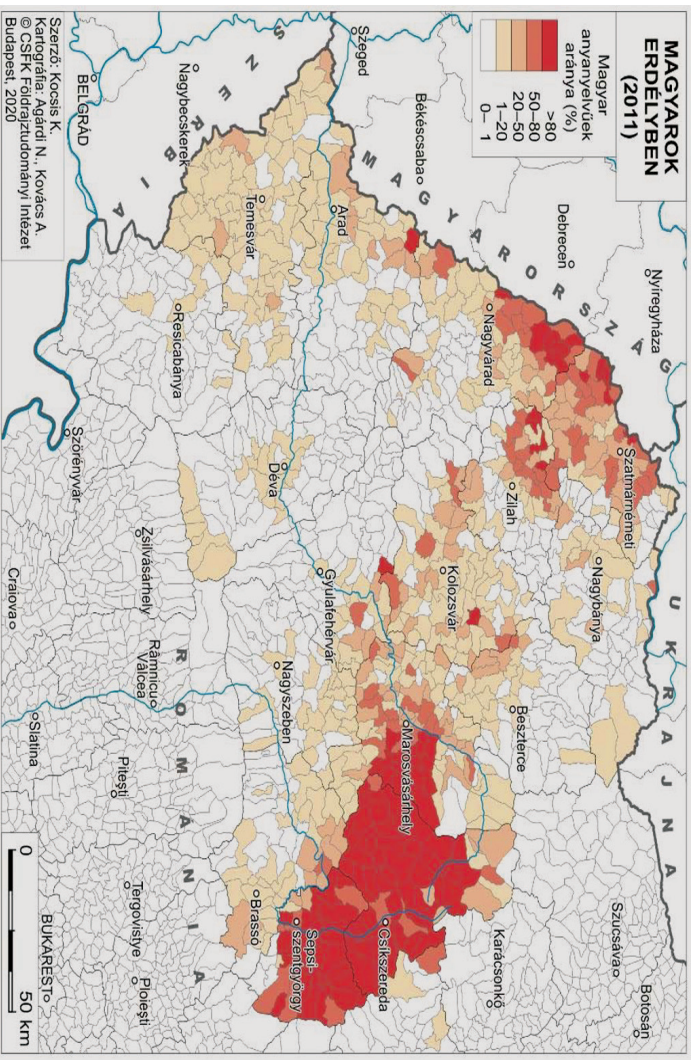 MAGYAROK
ERDÉLYBEN
(2011)
Magyar
anyanyelvűek
aránya (%)
>80
50–80
20–50
1–20
0– 1
Szeged
Békéscsaba
Debrecen
Nyíregyháza
MAGYARORSZÁG
UKRAJNA
SZERBIA
ROMÁNIA
Nagybecskerek
BELGRÁD
Arad
Temesvár
Resicabánya
Nagyvárad
Szatmárnémeti
Nagybánya
Zilah
Kolozsvár
Beszterce
Déva
Gyulafehérvár
Nagyszeben
Marosvásárhely
Csíkszereda
Sepsi-
szentgyörgy
Brassó
Karácsonkő
Szucsáva
Botosán
Szörényvár
Zsilvásárhely
Craiova
Râmnicu
Vâlcea
Slatina
Pitești
Tergovistye
Ploiești
BUKAREST
0 50 km
Szerző: Kocsis K.
Kartográfia: Agárdi N., Kovács A.
© CSFK Földrajztudományi Intézet
Budapest, 2020